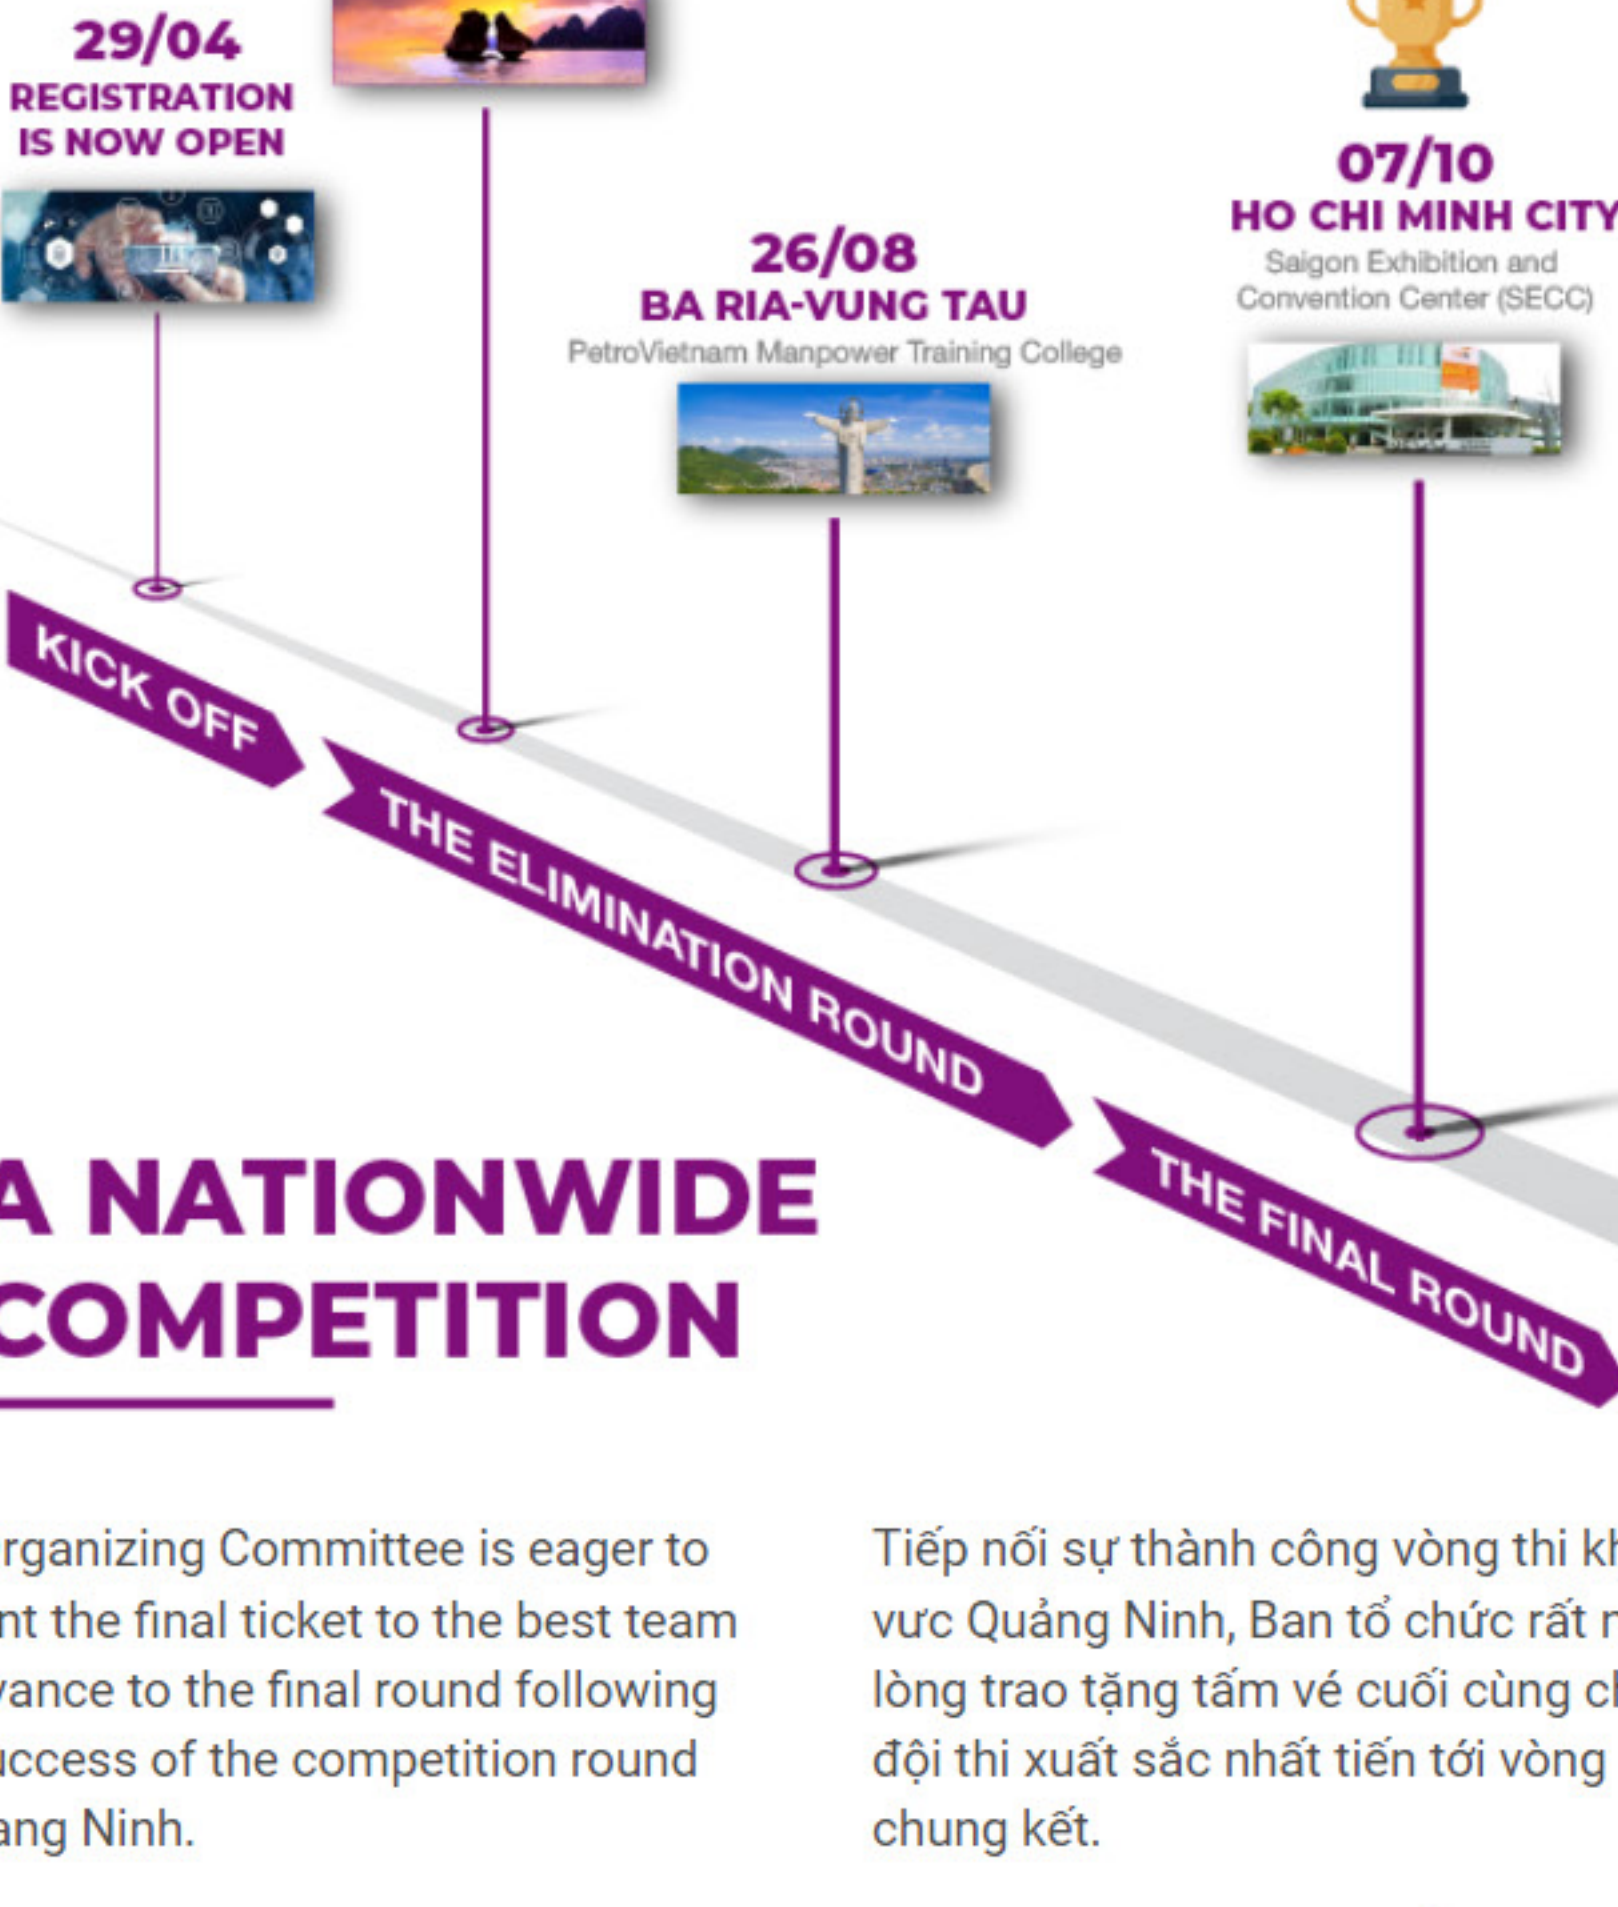 29/04
REGISTRATION
IS NOW OPEN
26/08
BA RIA-VUNG TAU
PetroVietnam Manpower Training College
07/10
HO CHI MINH CITY
Saigon Exhibition and
Convention Center (SECC)
KICK OFF
THE ELIMINATION ROUND
THE FINAL ROUND
A NATIONWIDE
COMPETITION
rganizing Committee is eager to
nt the final ticket to the best team
vance to the final round following
uccess of the competition round
ang Ninh.
Tiếp nối sự thành công vòng thi kh
vưc Quảng Ninh, Ban tổ chức rất
lòng trao tặng tấm vé cuối cùng ch
đội thi xuất sắc nhất tiến tới vòng
chung kết.